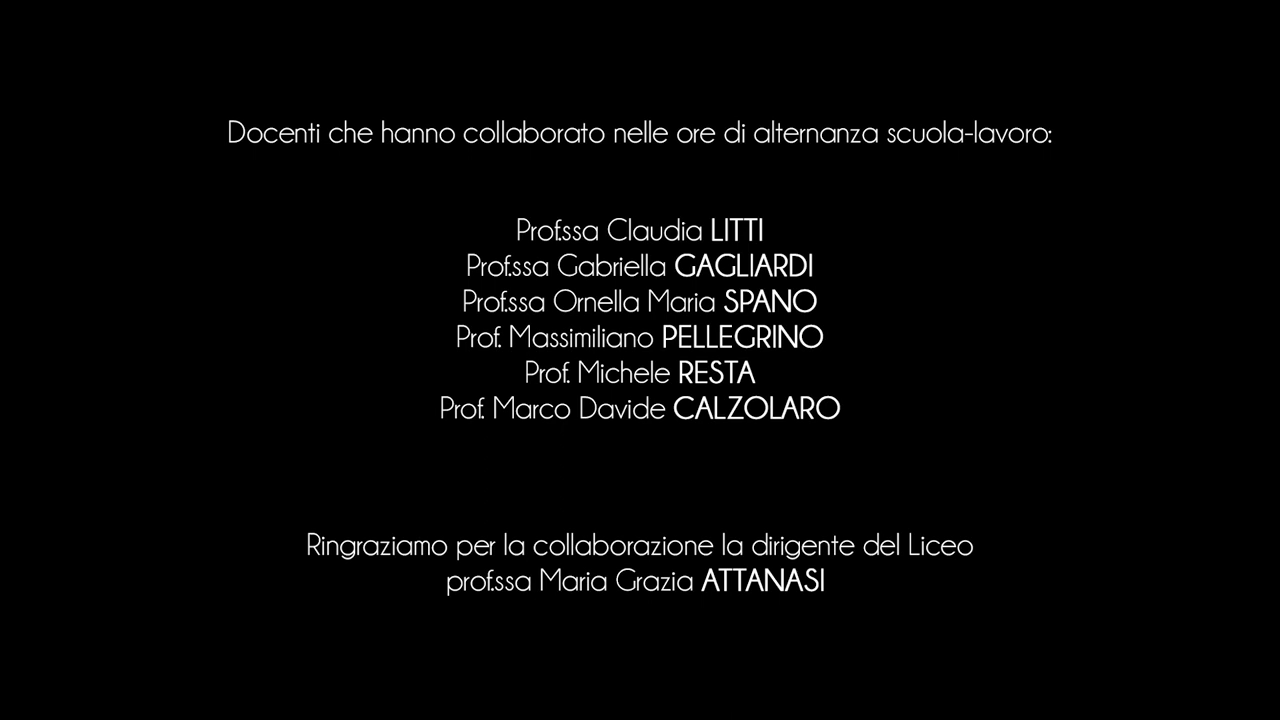 Docenti che hanno collaborato nelle ore di alternanza scuola-lavoro:
Prof.ssa Claudia LITTI
Prof.ssa Gabriella GAGLIARDI
Prof.ssa Ornella Maria SPANO
Prof. Massimiliano PELLEGRINO
Prof. Michele RESTA
Prof. Marco Davide CALZOLARO
Ringraziamo per la collaborazione la dirigente del Liceo
prof.ssa Maria Grazia ATTANASI